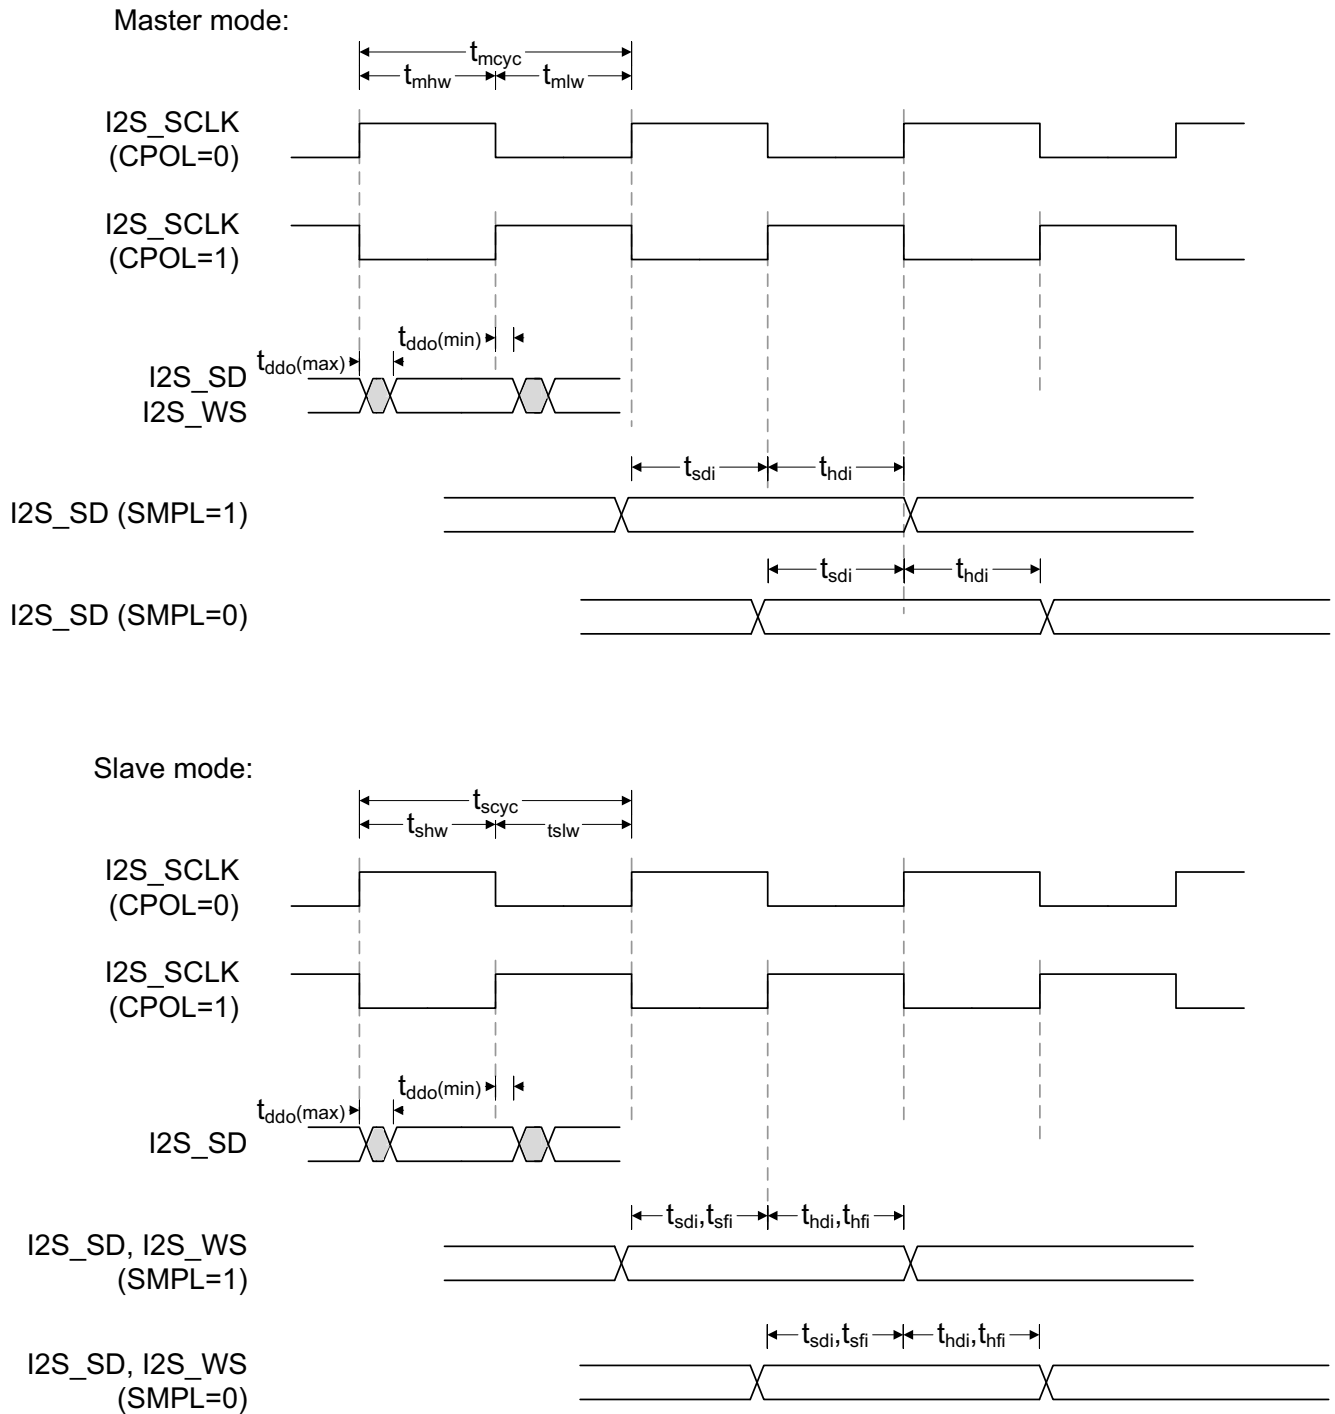 Master mode:
tmcyc
tmhw tmlw
I2S_SCLK
(CPOL=0)
I2S_SCLK
(CPOL=1)
tddo(min)
tddo(max)
I2S_SD
I2S_WS
tsdi thdi
I2S_SD (SMPL=1)
tsdi thdi
I2S_SD (SMPL=0)
Slave mode:
tscyc
tshw tslw
I2S_SCLK
(CPOL=0)
I2S_SCLK
(CPOL=1)
tddo(min)
tddo(max)
I2S_SD
tsdi,tsfi thdi,thfi
I2S_SD, I2S_WS
(SMPL=1)
tsdi,tsfi thdi,thfi
I2S_SD, I2S_WS
(SMPL=0)